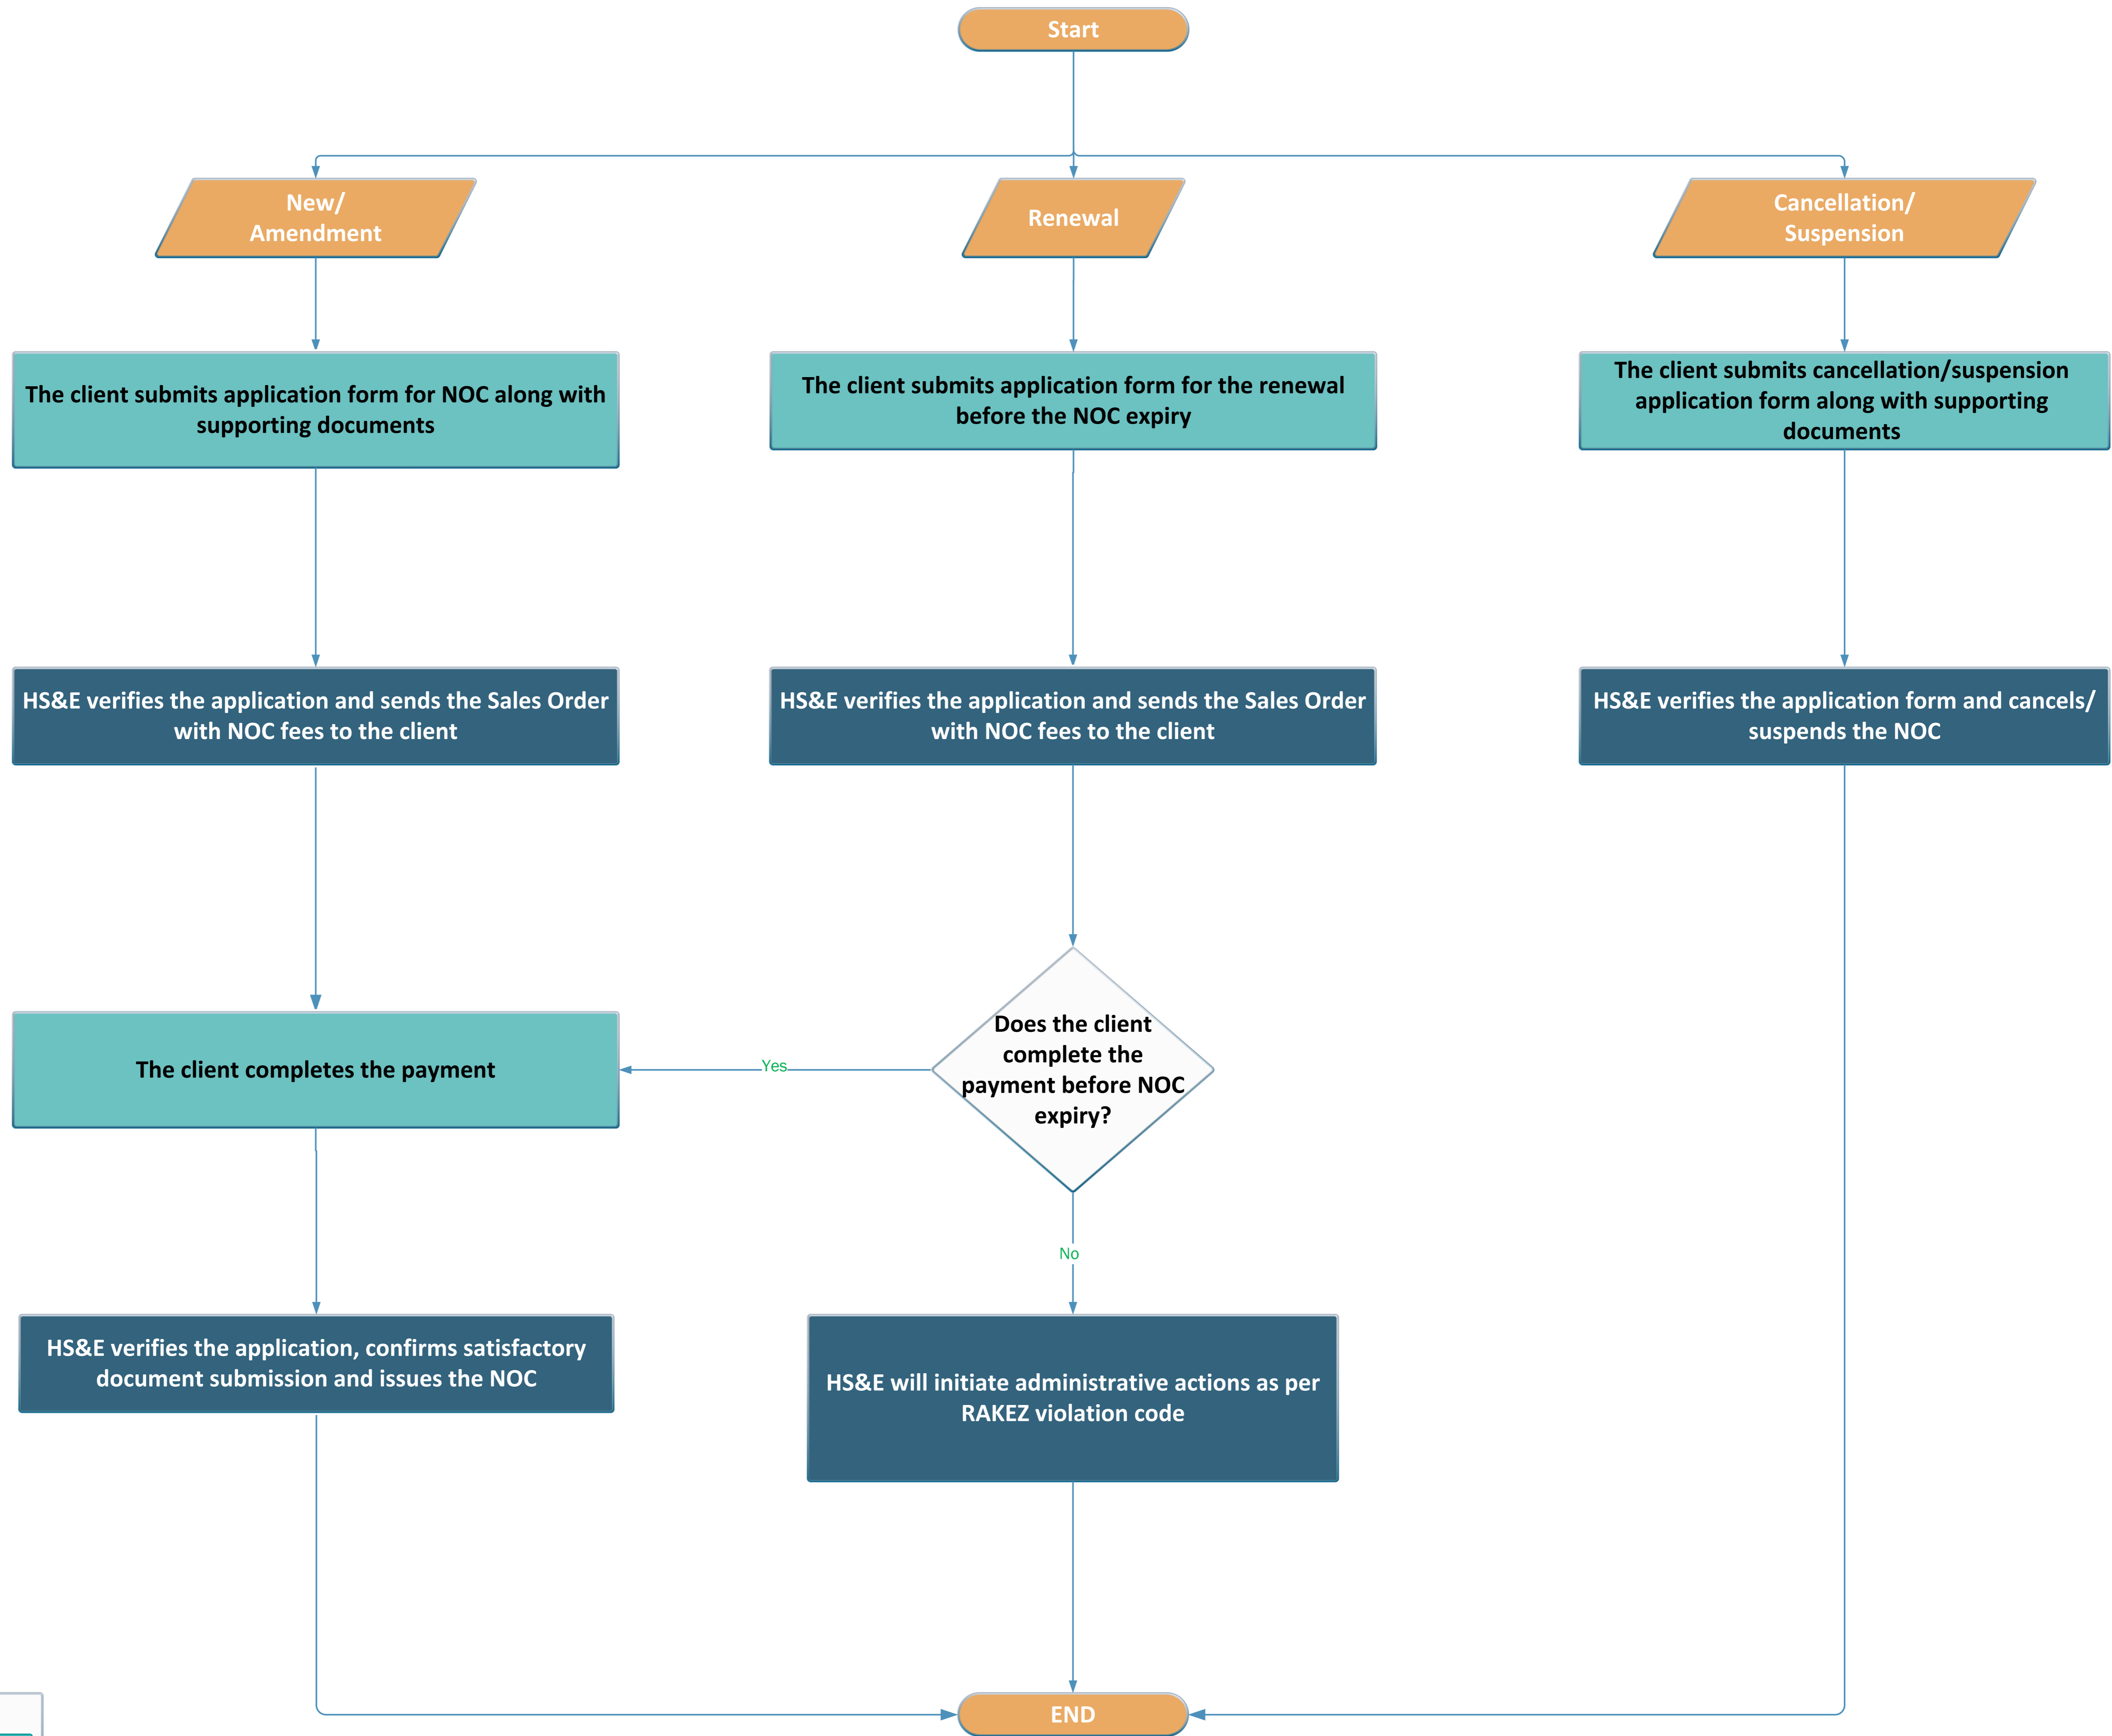 Start
New/
Amendment
Renewal
Cancellation/
Suspension
The client submits application form for NOC along with
supporting documents
The client submits application form for the renewal
before the NOC expiry
The client submits cancellation/suspension
application form along with supporting
documents
HS&E verifies the application and sends the Sales Order
with NOC fees to the client
HS&E verifies the application and sends the Sales Order
with NOC fees to the client
HS&E verifies the application form and cancels/
suspends the NOC
The client completes the payment
Yes
Does the client
complete the
payment before NOC
expiry?
No
HS&E verifies the application, confirms satisfactory
document submission and issues the NOC
HS&E will initiate administrative actions as per
RAKEZ violation code
END